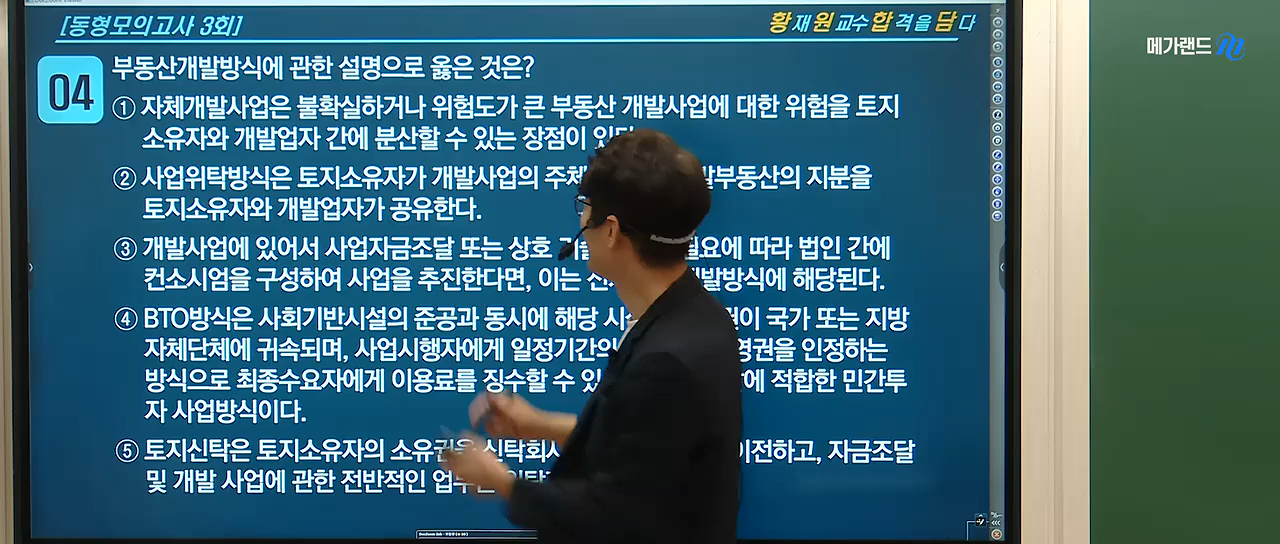 [동형모의고사 3회]
황재원교수 합격을 담다
메가랜드
04
부동산개발방식에 관한 설명으로 옳은 것은?
① 자체개발사업은 불확실하거나 위험도가 큰 부동산 개발사업에 대한 위험을 토지
소유자와 개발업자 간에 분산할 수 있는 장점이 있다
② 사업위탁방식은 토지소유자가 개발사업의 주체 부동산의 지분을
토지소유자와 개발업자가 공유한다.
③ 개발사업에 있어서 사업자금조달 또는 상호 필요에 따라 법인 간에
컨소시엄을 구성하여 사업을 추진한다면, 이는 개발방식에 해당된다.
④ BTO방식은 사회기반시설의 준공과 동시에 해당 국가 또는 지방
자체단체에 귀속되며, 사업시행자에게 일정기간의 인정하는
방식으로 최종수요자에게 이용료를 징수할 수 적합한 민간투
자 사업방식이다.
⑤ 토지신탁은 토지소유자의 소유권을 신탁회사 이전하고, 자금조달
및 개발 사업에 관한 전반적인